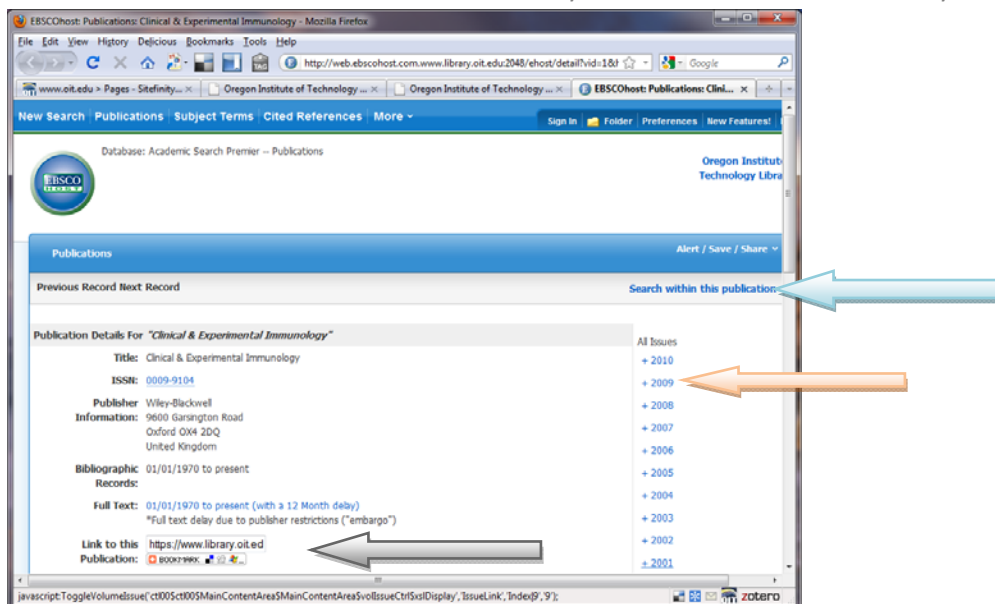 EBSCOhost: Publications: Clinical & Experimental Immunology - Mozilla Firefox
File Edit View History Delicious Bookmarks Tools Help
http://web.ebscohost.com.www.library.oit.edu:2048/ehost/detail?vid=1&h Google
www.oit.edu > Pages - Sitefinity... Oregon Institute of Technology ... Oregon Institute of Technology ... EBSCOhost: Publications: Clini...
New Search Publications Subject Terms Cited References More Sign In Folder Preferences New Features!
Database: Academic Search Premier -- Publications
Oregon Institut
Technology Libra
EBSCO
HOST
Publications Alert / Save / Share
Previous Record Next Record Search within this publication
Publication Details For "Clinical & Experimental Immunology"
All Issues
Title: Clinical & Experimental Immunology
+ 2010
ISSN: 0009-9104
+ 2009
Publisher Information: Wiley-Blackwell
9600 Garsington Road
Oxford OX4 2DQ
United Kingdom
+ 2008
+ 2007
+ 2006
Bibliographic Records: 01/01/1970 to present
+ 2005
+ 2004
Full Text: 01/01/1970 to present (with a 12 Month delay)
*Full text delay due to publisher restrictions ("embargo")
+ 2003
+ 2002
Link to this Publication: https://www.library.oit.ed
BOOKMARK
+ 2001
javascript:ToggleVolumeIssue('ctl00$ctl00$MainContentArea$MainContentArea$volIssueCtrl$xslDisplay','IssueLink','Index|9','9'); zotero